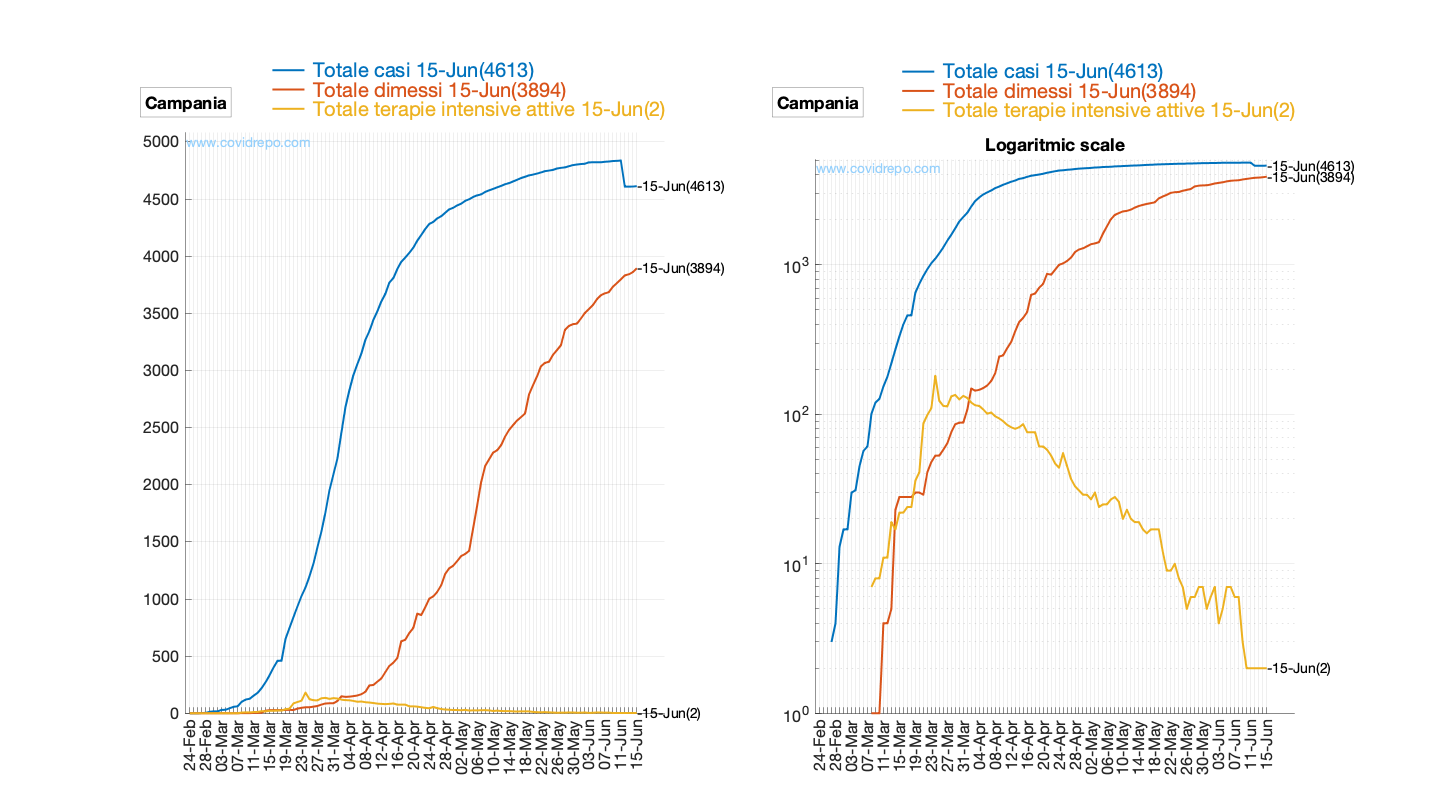 Totale casi 15-Jun(4613)
Totale dimessi 15-Jun(3894)
Totale terapie intensive attive 15-Jun(2)
Campania
www.covidrepo.com
5000
4500
4000
3500
3000
2500
2000
1500
1000
500
0
-15-Jun(4613)
-15-Jun(3894)
-15-Jun(2)
24-Feb
28-Feb
03-Mar
07-Mar
11-Mar
15-Mar
19-Mar
23-Mar
27-Mar
31-Mar
04-Apr
08-Apr
12-Apr
16-Apr
20-Apr
24-Apr
28-Apr
02-May
06-May
10-May
14-May
18-May
22-May
26-May
30-May
03-Jun
07-Jun
11-Jun
15-Jun
Totale casi 15-Jun(4613)
Totale dimessi 15-Jun(3894)
Totale terapie intensive attive 15-Jun(2)
Campania
Logaritmic scale
www.covidrepo.com
10³
10²
10¹
10⁰
-15-Jun(4613)
-15-Jun(3894)
-15-Jun(2)
24-Feb
28-Feb
03-Mar
07-Mar
11-Mar
15-Mar
19-Mar
23-Mar
27-Mar
31-Mar
04-Apr
08-Apr
12-Apr
16-Apr
20-Apr
24-Apr
28-Apr
02-May
06-May
10-May
14-May
18-May
22-May
26-May
30-May
03-Jun
07-Jun
11-Jun
15-Jun